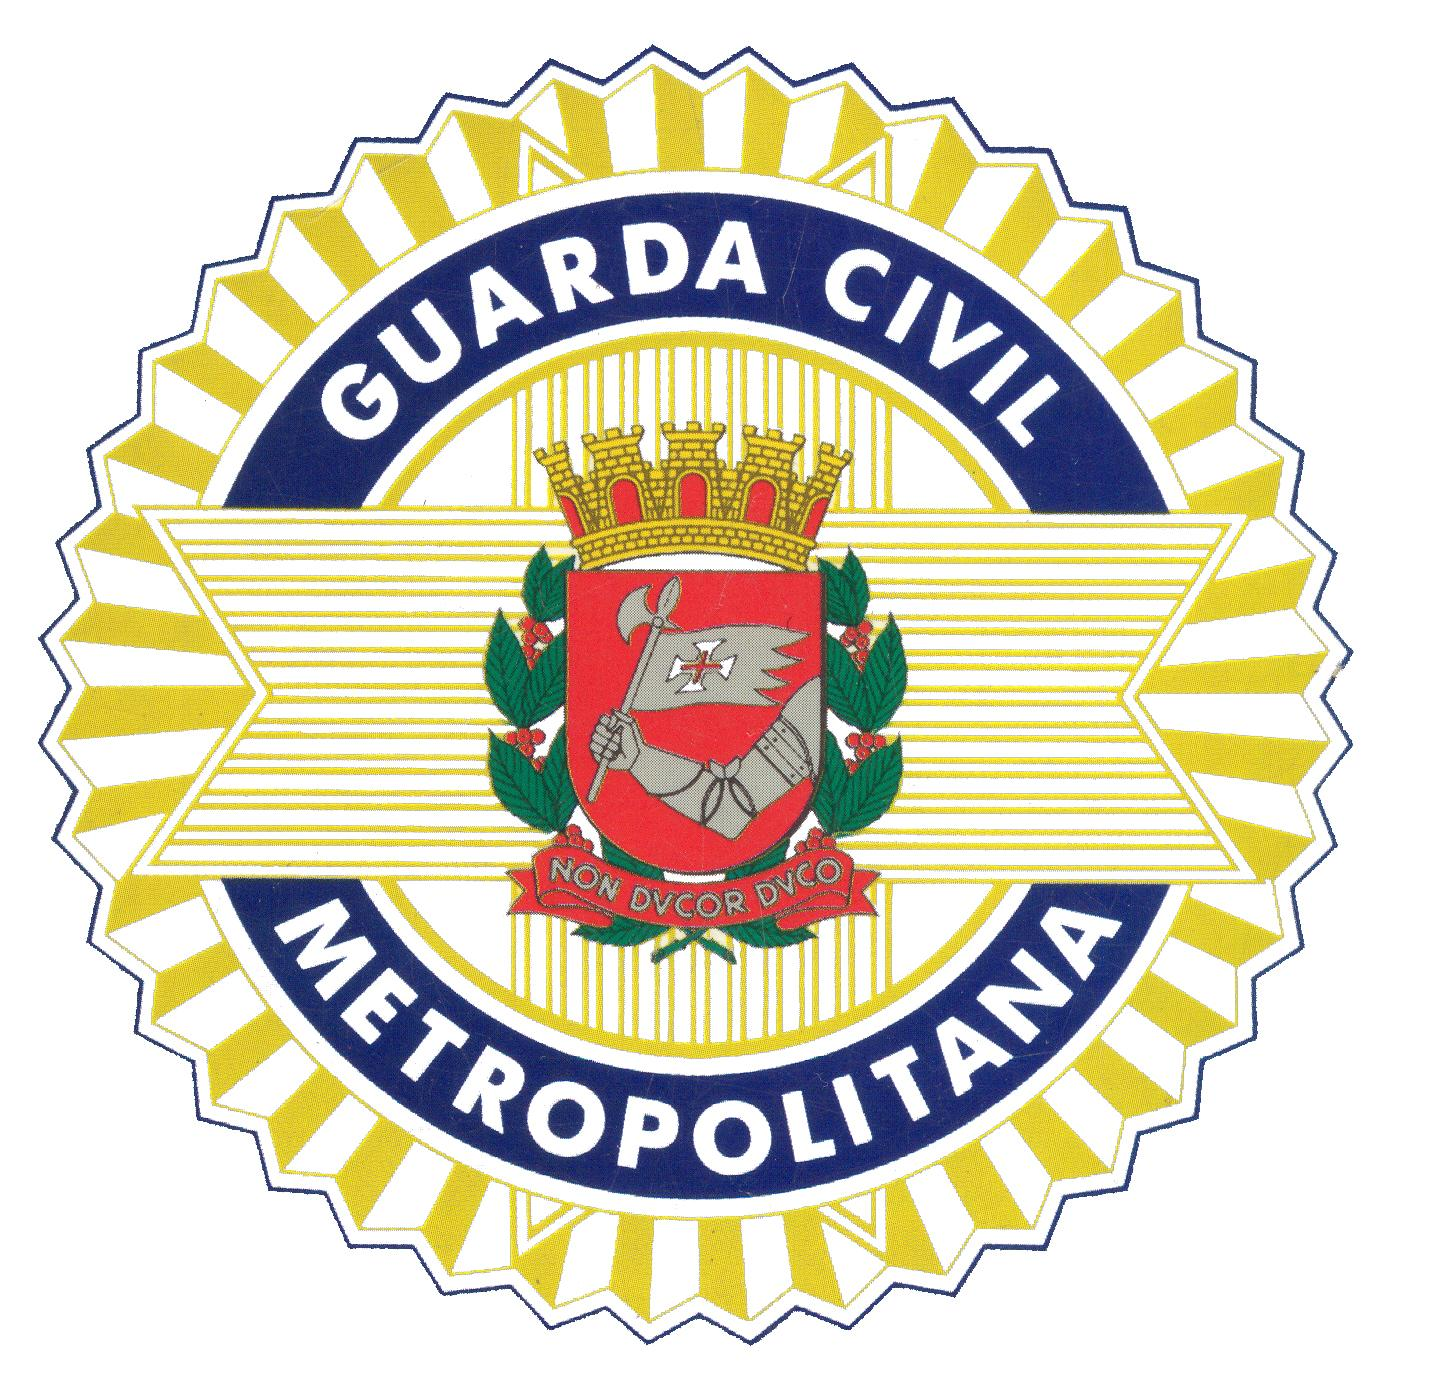 GUARDA CIVIL
NON DVCOR DVCO
METROPOLITANA